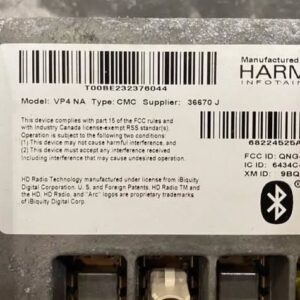 Manufactured
HARM
INFOTAIN
T00BE232376044
Model: VP4 NA Type: CMC Supplier: 36670 J
This device complies with part 15 of the FCC rules and
with Industry Canada license-exempt RSS standard(s).
Operation is subject to the following two conditions:
(1) This device may not cause harmful interference, and
(2) This device must accept any interference received
including interference that may cause undesired operation.
6822452BA
FCC ID: QNG-
IC ID: 6434C-
XM ID: 9BQ
HD Radio Technology manufactured under license from iBiquity
Digital Corporation. U. S. and Foreign Patents. HD Radio TM and
the HD, HD Radio, and "Arc" logos are proprietary trademarks
of iBiquity Digital Corp.